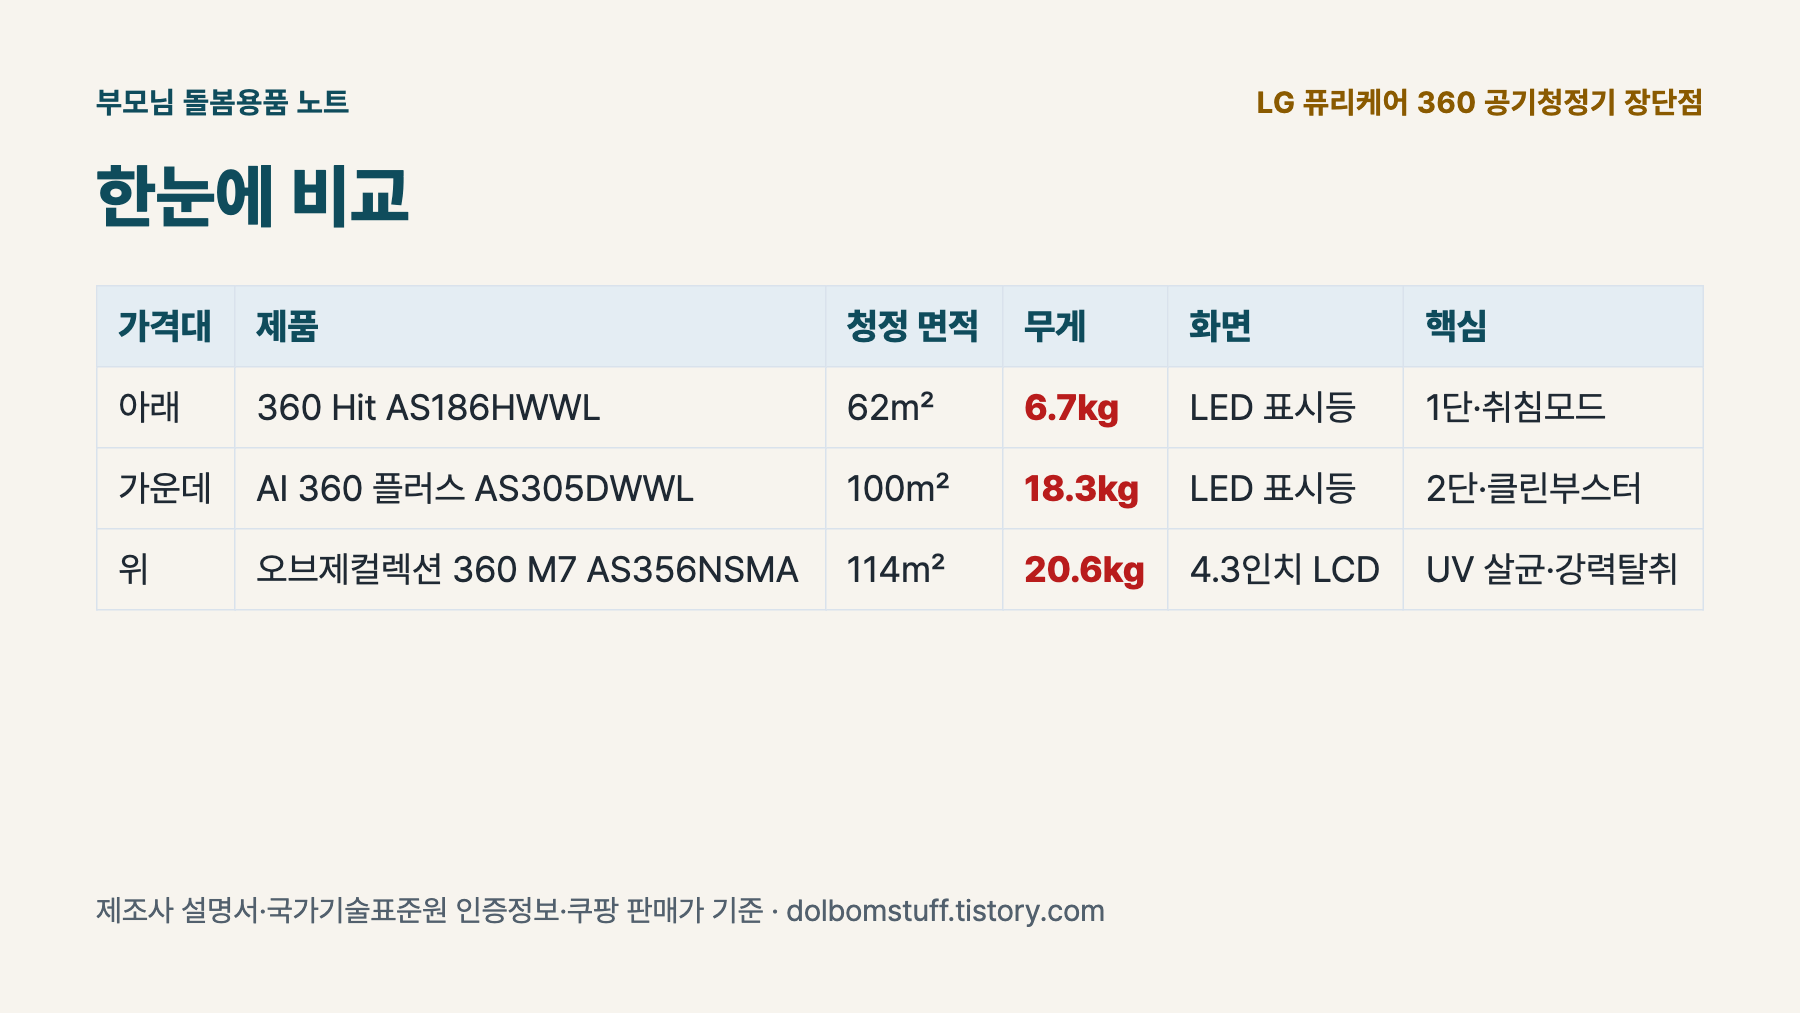 부모님 돌봄용품 노트
LG 퓨리케어 360 공기청정기 장단점
한눈에 비교
가격대 제품 청정 면적 무게 화면 핵심
아래 360 Hit AS186HWWL 62m² 6.7kg LED 표시등 1단·취침모드
가운데 AI 360 플러스 AS305DWWL 100m² 18.3kg LED 표시등 2단·클린부스터
위 오브제컬렉션 360 M7 AS356NSMA 114m² 20.6kg 4.3인치 LCD UV 살균·강력탈취
제조사 설명서·국가기술표준원 인증정보·쿠팡 판매가 기준 · dolbomstuff.tistory.com